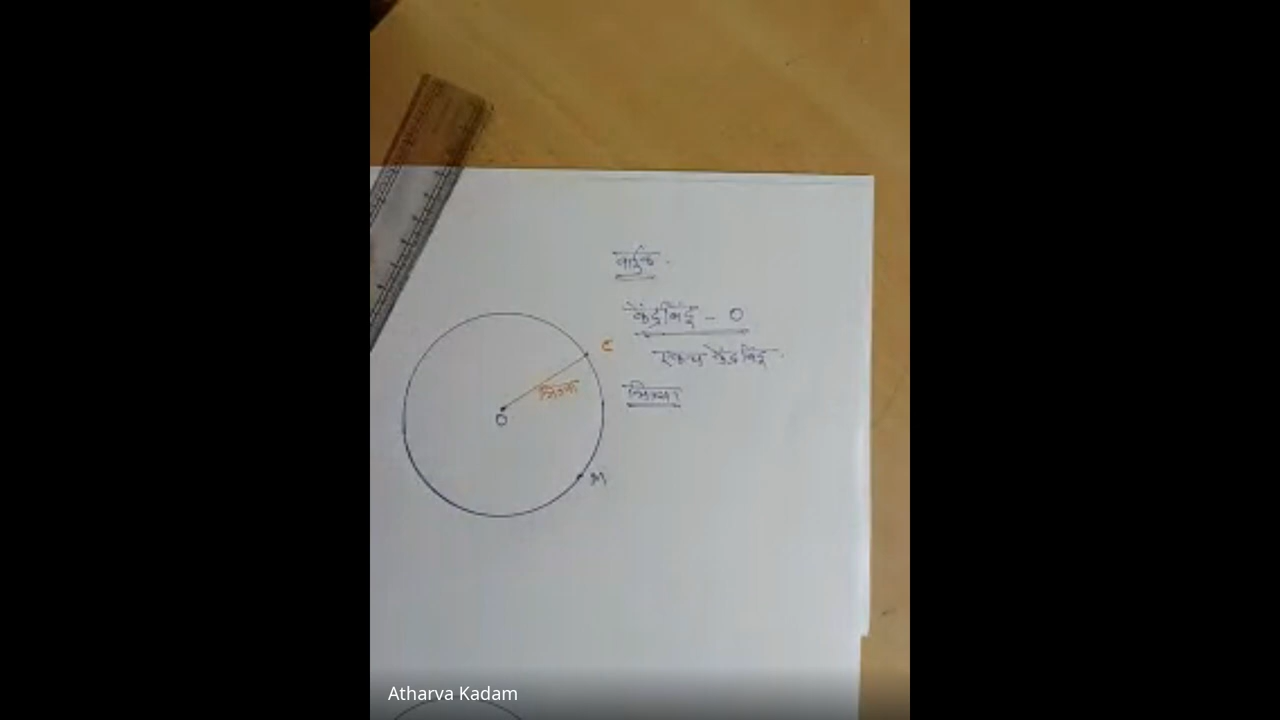 वर्तुळ.
केंद्रबिंदू - O
एकच केंद्रबिंदू.
त्रिज्या
C
त्रिज्या
O
M
Atharva Kadam